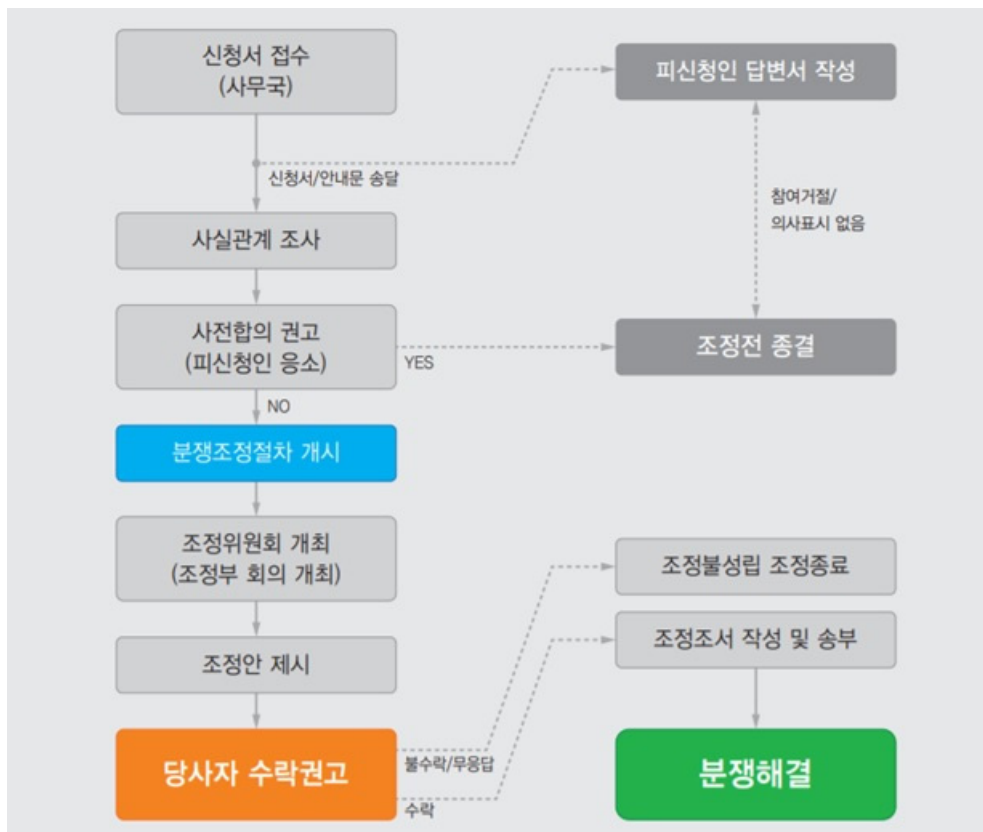 신청서 접수
(사무국)
피신청인 답변서 작성
신청서/안내문 송달
참여거절/
의사표시 없음
사실관계 조사
사전합의 권고
(피신청인 응소)
YES
조정전 종결
NO
분쟁조정절차 개시
조정위원회 개최
(조정부 회의 개최)
조정불성립 조정종료
조정조서 작성 및 송부
조정안 제시
당사자 수락권고
불수락/무응답
수락
분쟁해결